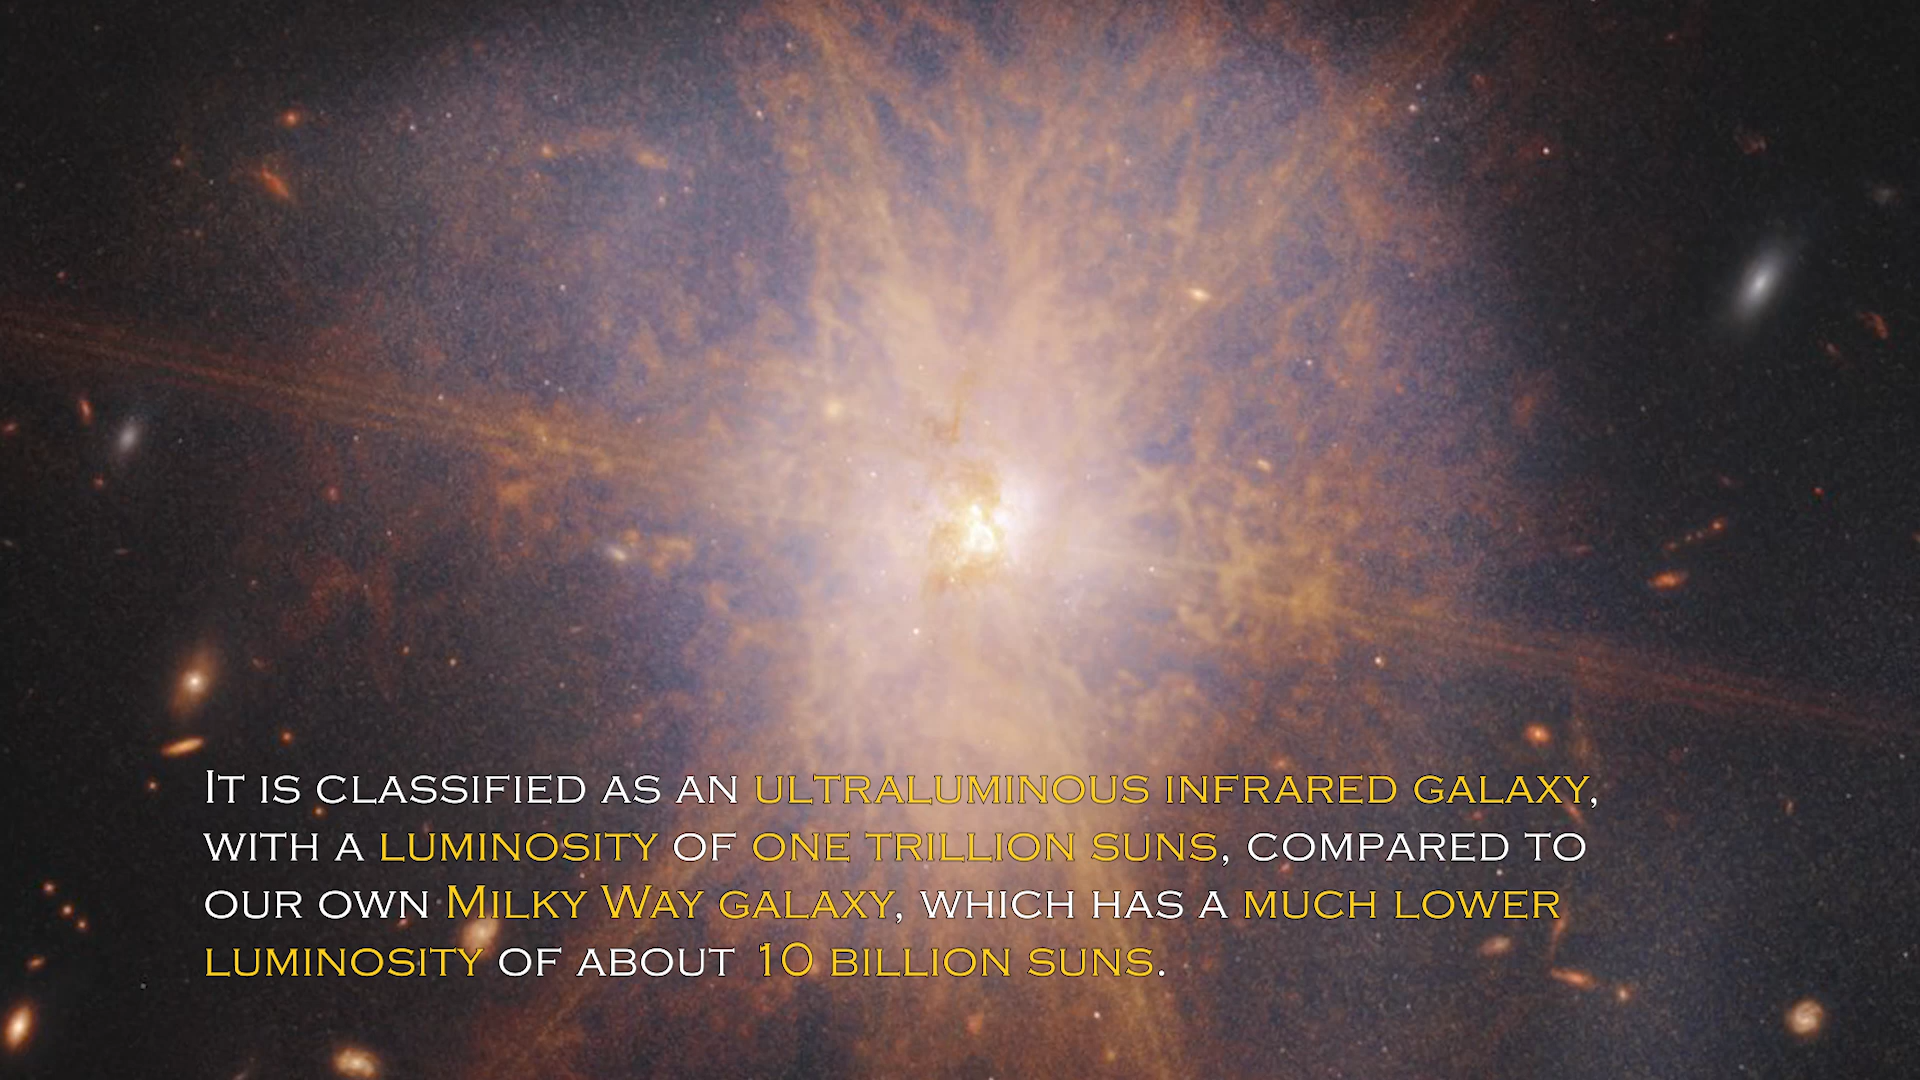 It is classified as an ultraluminous infrared galaxy,
with a luminosity of one trillion suns, compared to
our own Milky Way galaxy, which has a much lower
luminosity of about 10 billion suns.